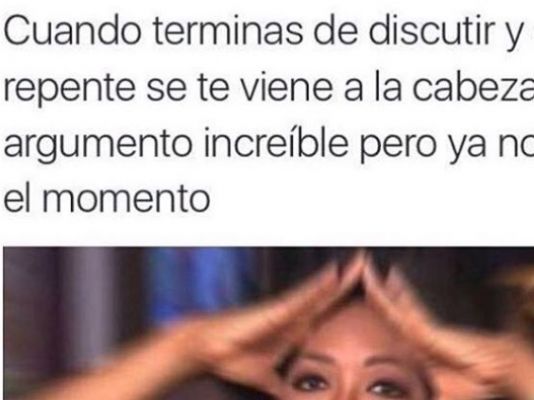 Cuando terminas de discutir y
repente se te viene a la cabeza
argumento increíble pero ya no
el momento